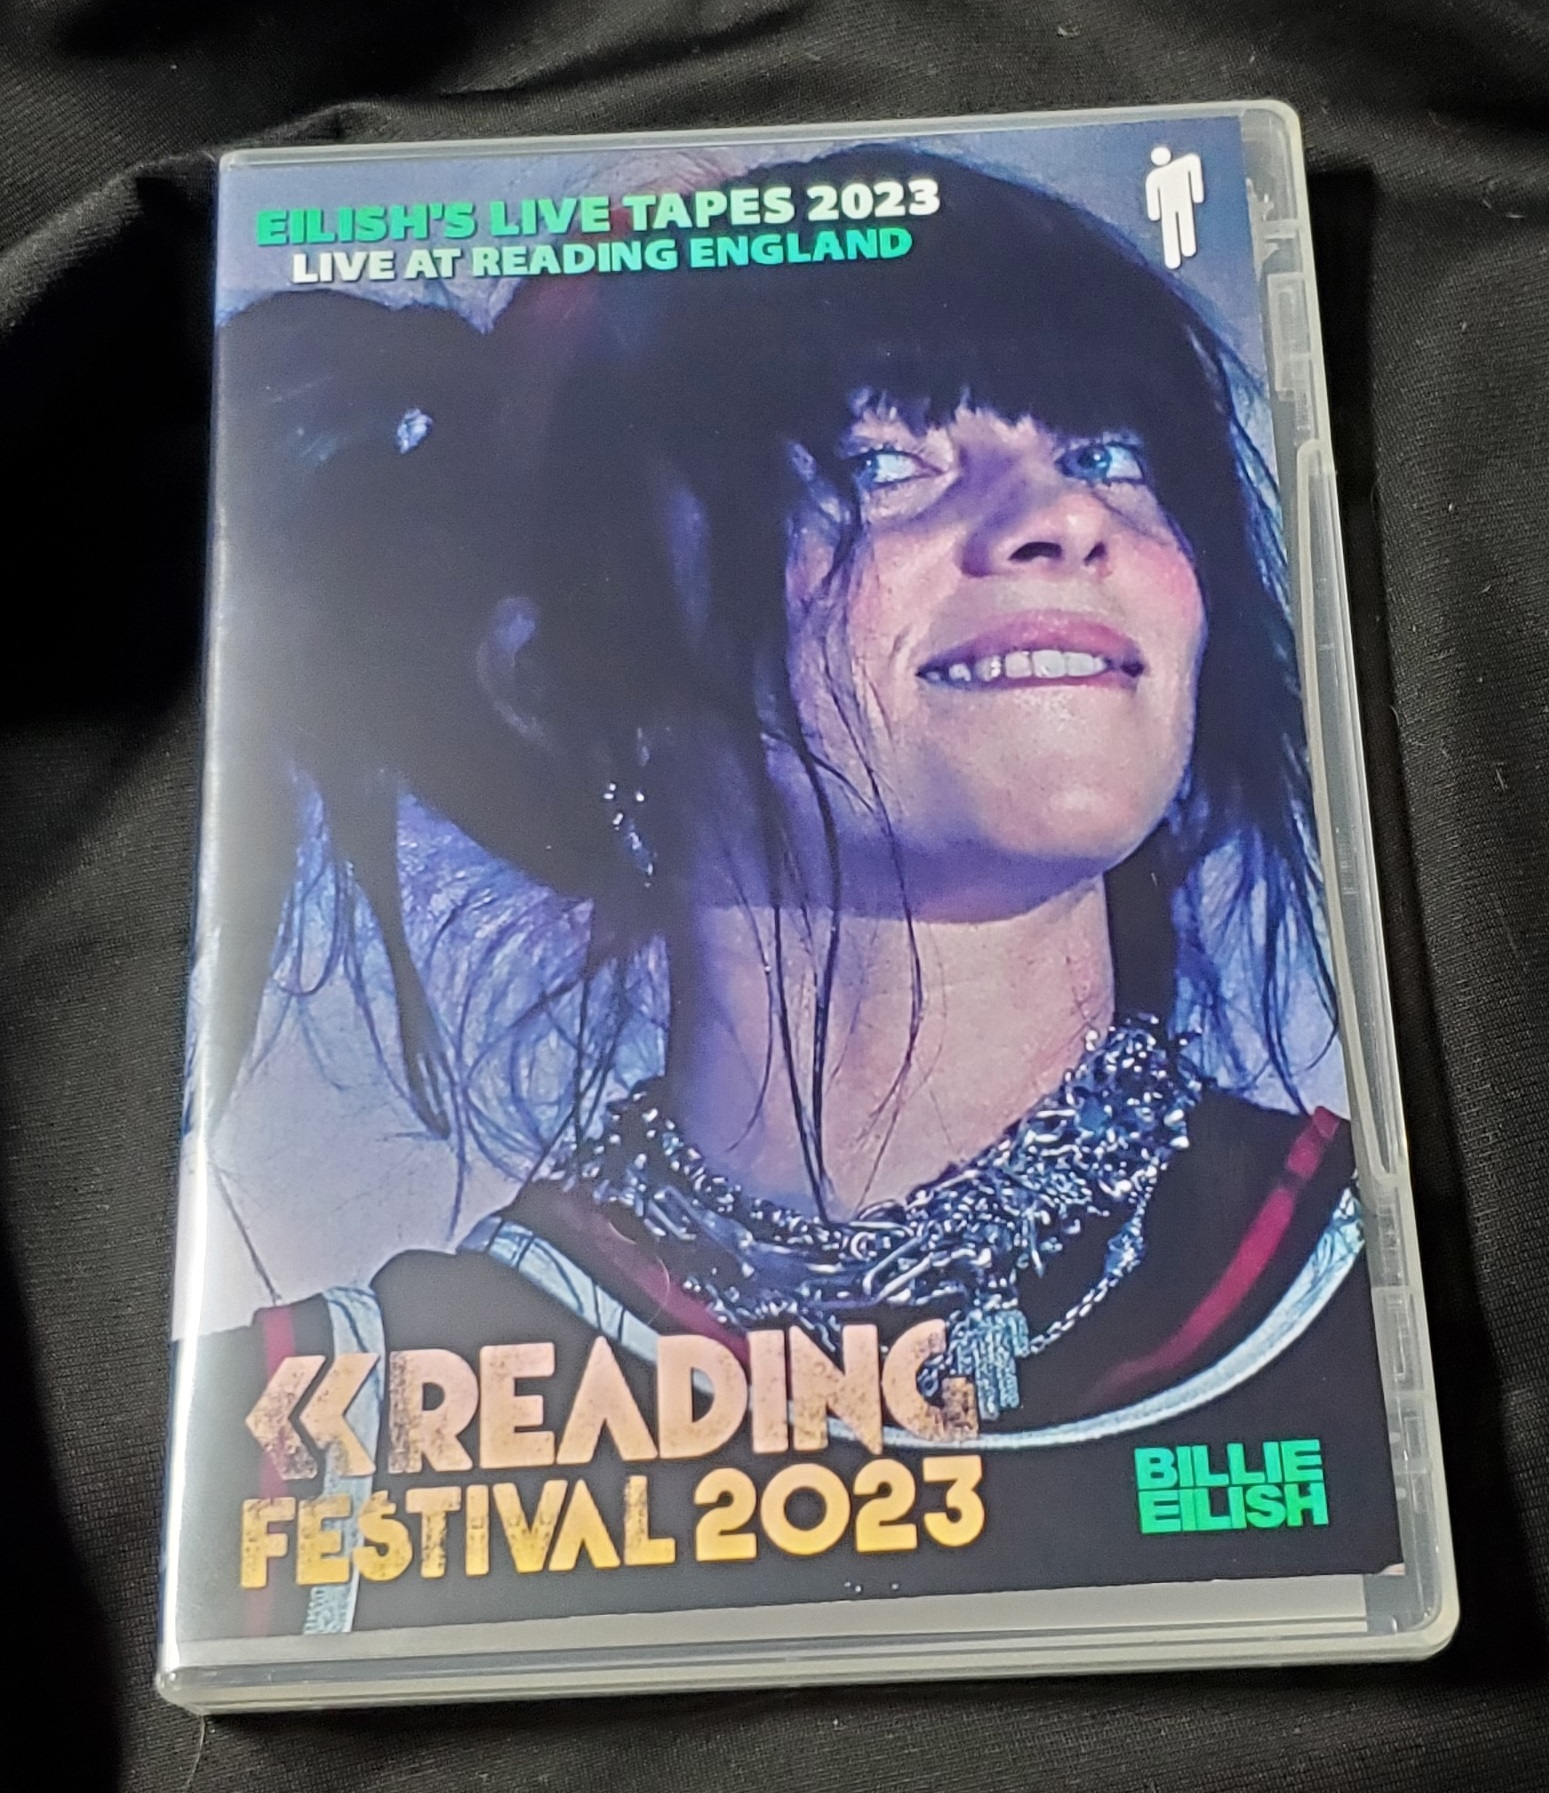 EILISH'S LIVE TAPES 2023
LIVE AT READING ENGLAND
READING
FESTIVAL 2023
BILLIE
EILISH